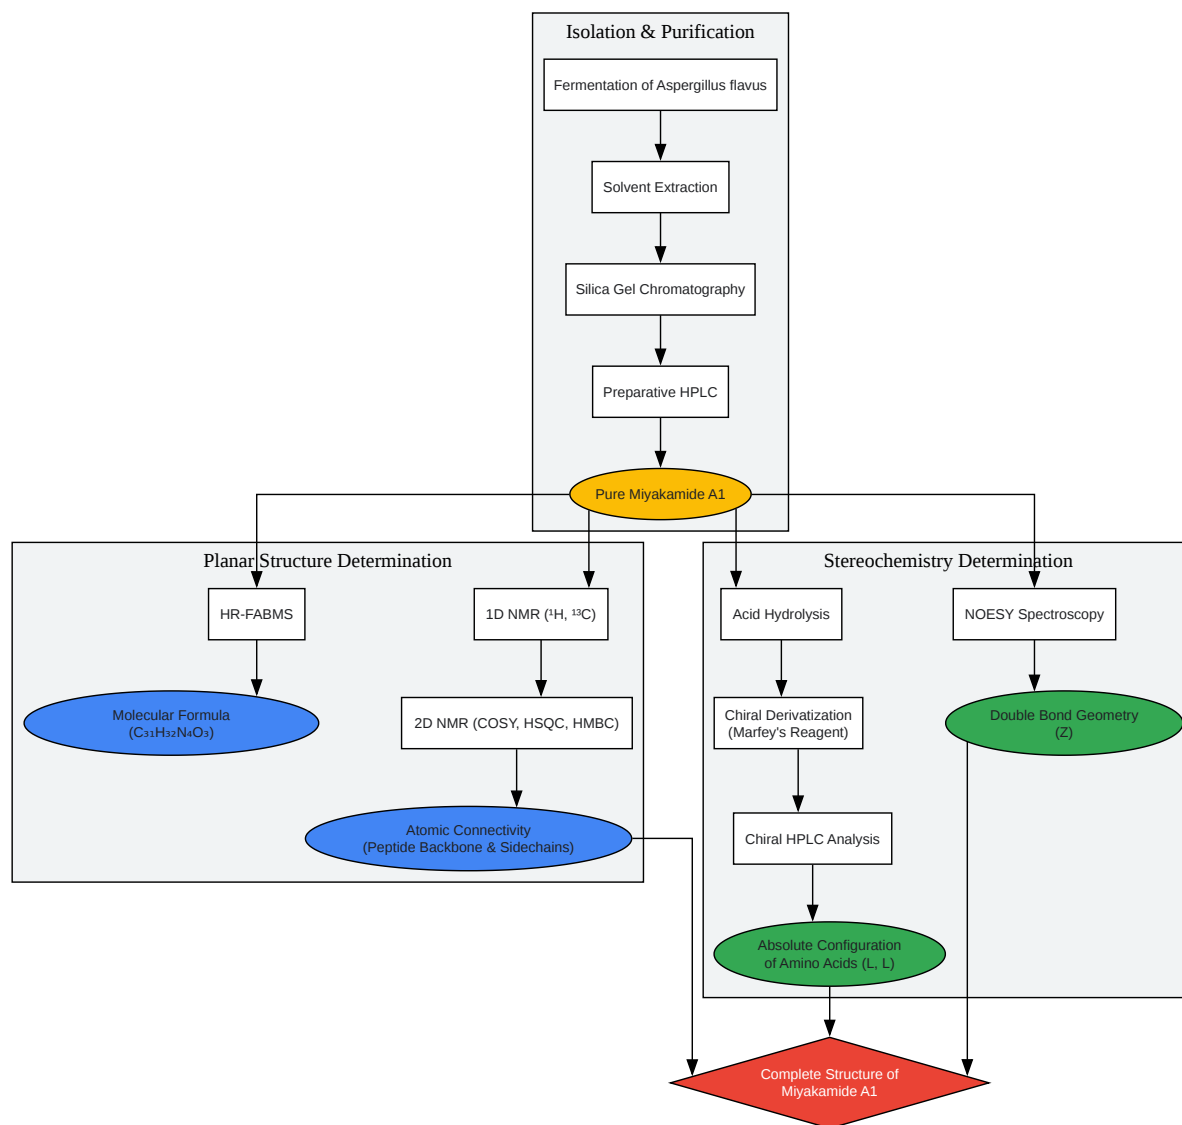 Isolation & Purification
Fermentation of Aspergillus flavus
Solvent Extraction
Silica Gel Chromatography
Preparative HPLC
Pure Miyakamide A1
Planar Structure Determination
HR-FABMS
1D NMR (¹H, ¹³C)
Molecular Formula
(C₃₁H₃₂N₄O₃)
2D NMR (COSY, HSQC, HMBC)
Atomic Connectivity
(Peptide Backbone & Sidechains)
Stereochemistry Determination
Acid Hydrolysis
NOESY Spectroscopy
Chiral Derivatization
(Marfey's Reagent)
Double Bond Geometry
(Z)
Chiral HPLC Analysis
Absolute Configuration
of Amino Acids (L, L)
Complete Structure of
Miyakamide A1